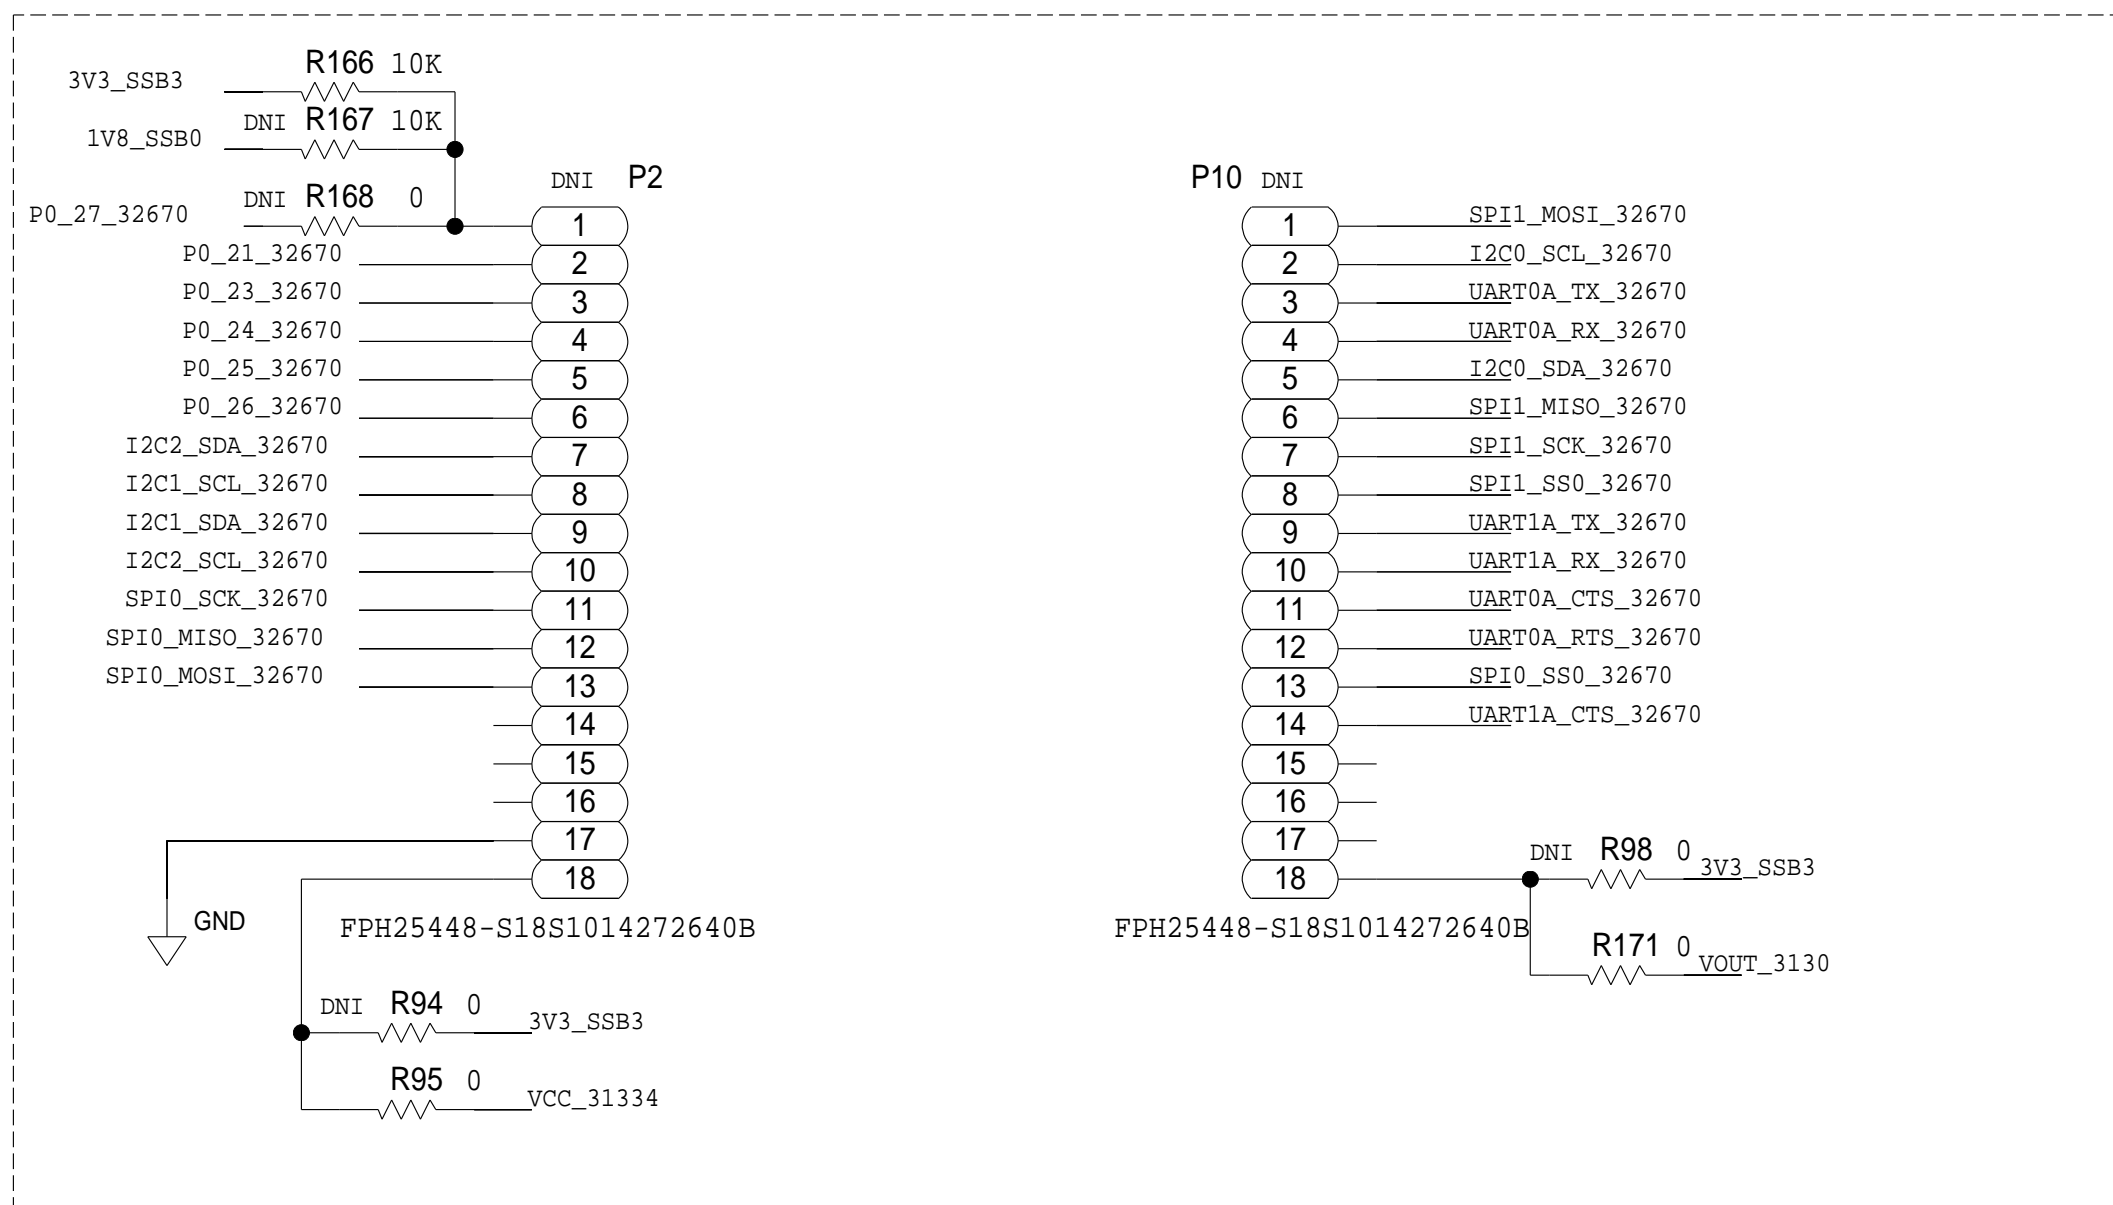 R166 10K
3V3_SSB3
DNI R167 10K
1V8_SSB0
DNI R168 0
P0_27_32670
DNI P2
1
P0_21_32670 2
P0_23_32670 3
P0_24_32670 4
P0_25_32670 5
P0_26_32670 6
I2C2_SDA_32670 7
I2C1_SCL_32670 8
I2C1_SDA_32670 9
I2C2_SCL_32670 10
SPI0_SCK_32670 11
SPI0_MISO_32670 12
SPI0_MOSI_32670 13
14
15
16
17
18
GND
FPH25448-S18S1014272640B
DNI R94 0
3V3_SSB3
R95 0
VCC_31334
P10 DNI
1 SPI1_MOSI_32670
2 I2C0_SCL_32670
3 UART0A_TX_32670
4 UART0A_RX_32670
5 I2C0_SDA_32670
6 SPI1_MISO_32670
7 SPI1_SCK_32670
8 SPI1_SS0_32670
9 UART1A_TX_32670
10 UART1A_RX_32670
11 UART0A_CTS_32670
12 UART0A_RTS_32670
13 SPI0_SS0_32670
14 UART1A_CTS_32670
15
16
17
18
DNI R98 0
3V3_SSB3
FPH25448-S18S1014272640B
R171 0
VOUT_3130